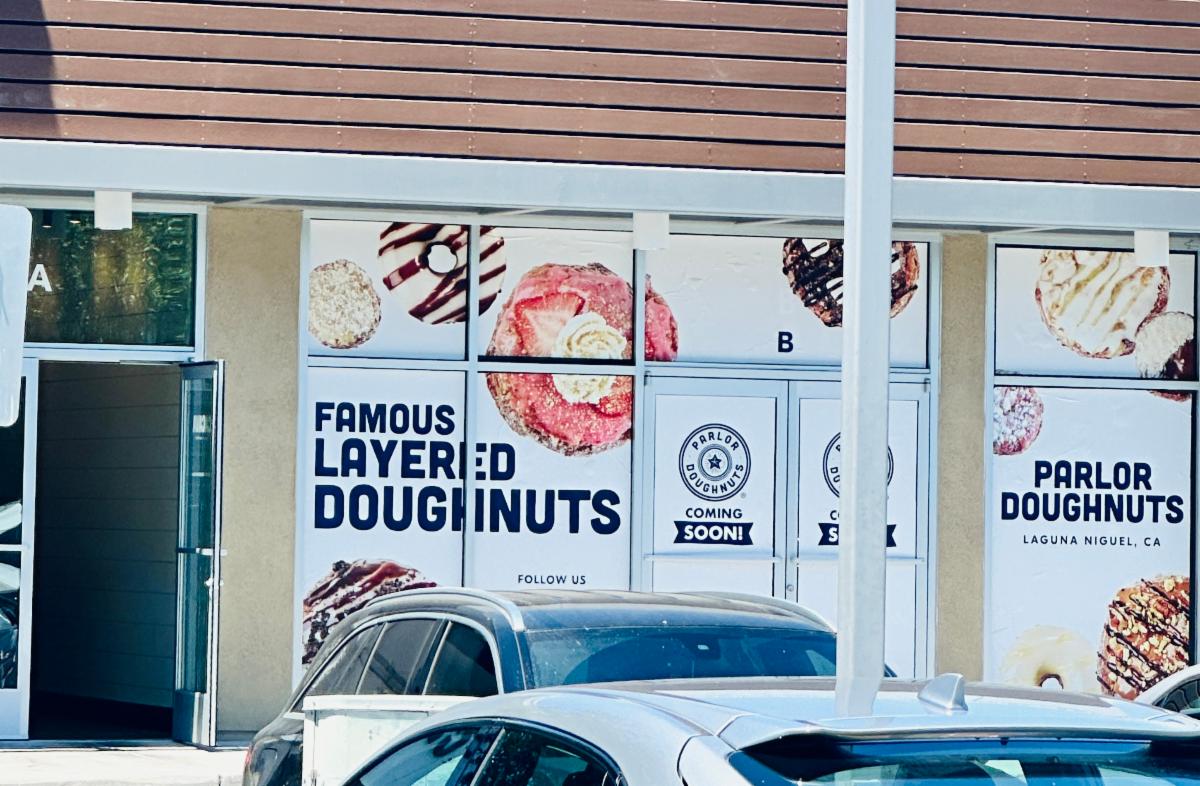 A
FAMOUS
LAYERED
DOUGHNUTS
FOLLOW US
B
PARLOR
DOUGHNUTS
COMING
SOON!
PARLOR
DOUGHNUTS
LAGUNA NIGUEL, CA